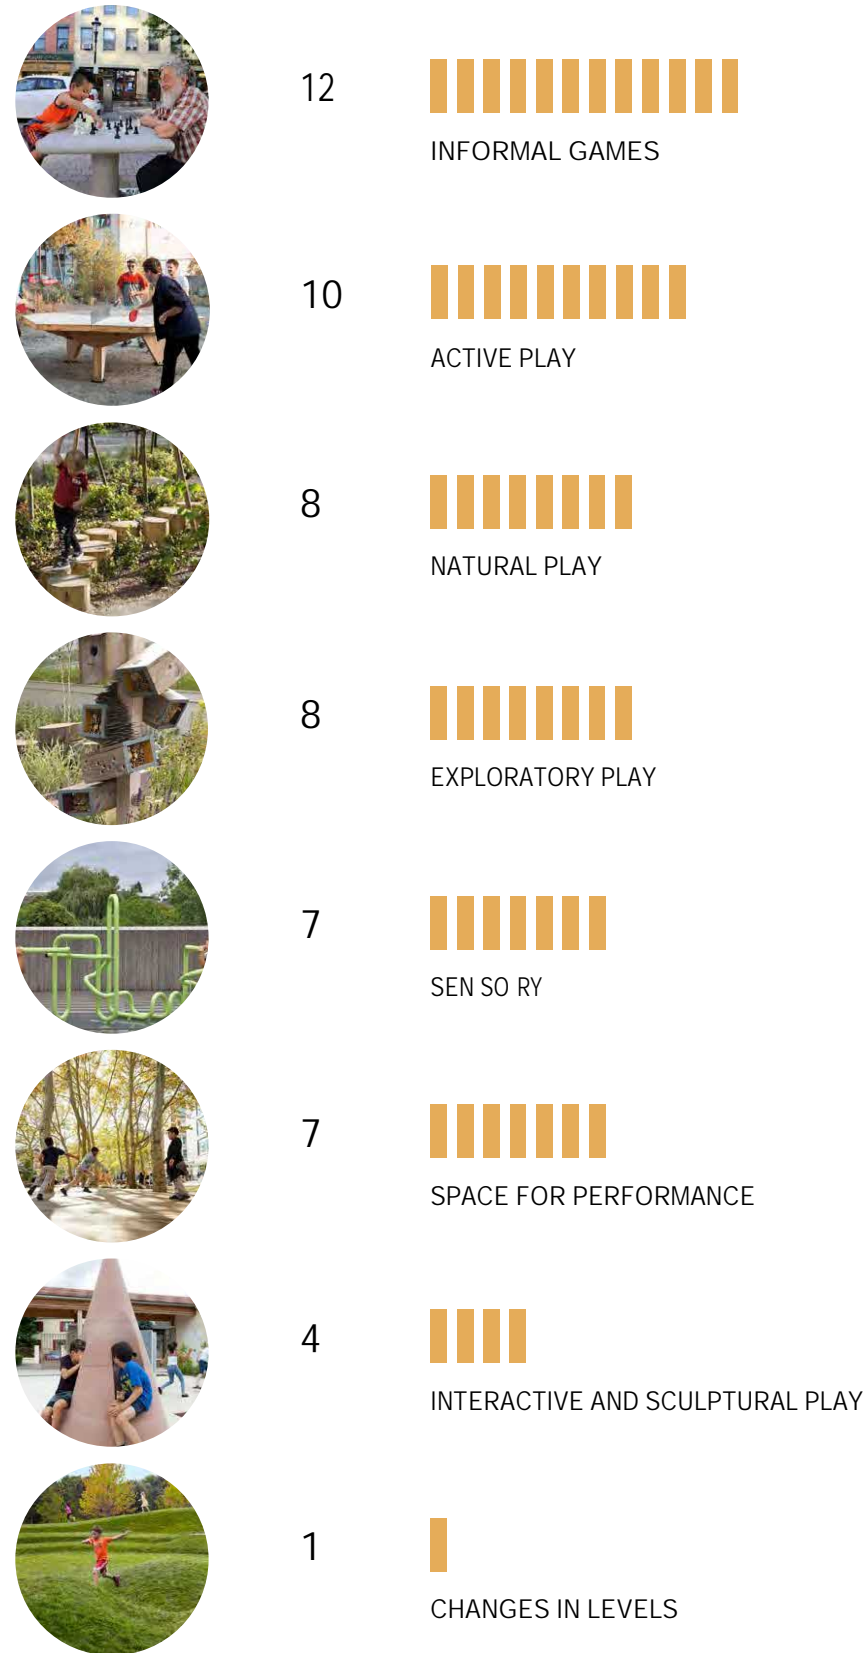 12
INFORMAL GAMES
10
ACTIVE PLAY
8
NATURAL PLAY
8
EXPLORATORY PLAY
7
SEN SO RY
7
SPACE FOR PERFORMANCE
4
INTERACTIVE AND SCULPTURAL PLAY
1
CHANGES IN LEVELS